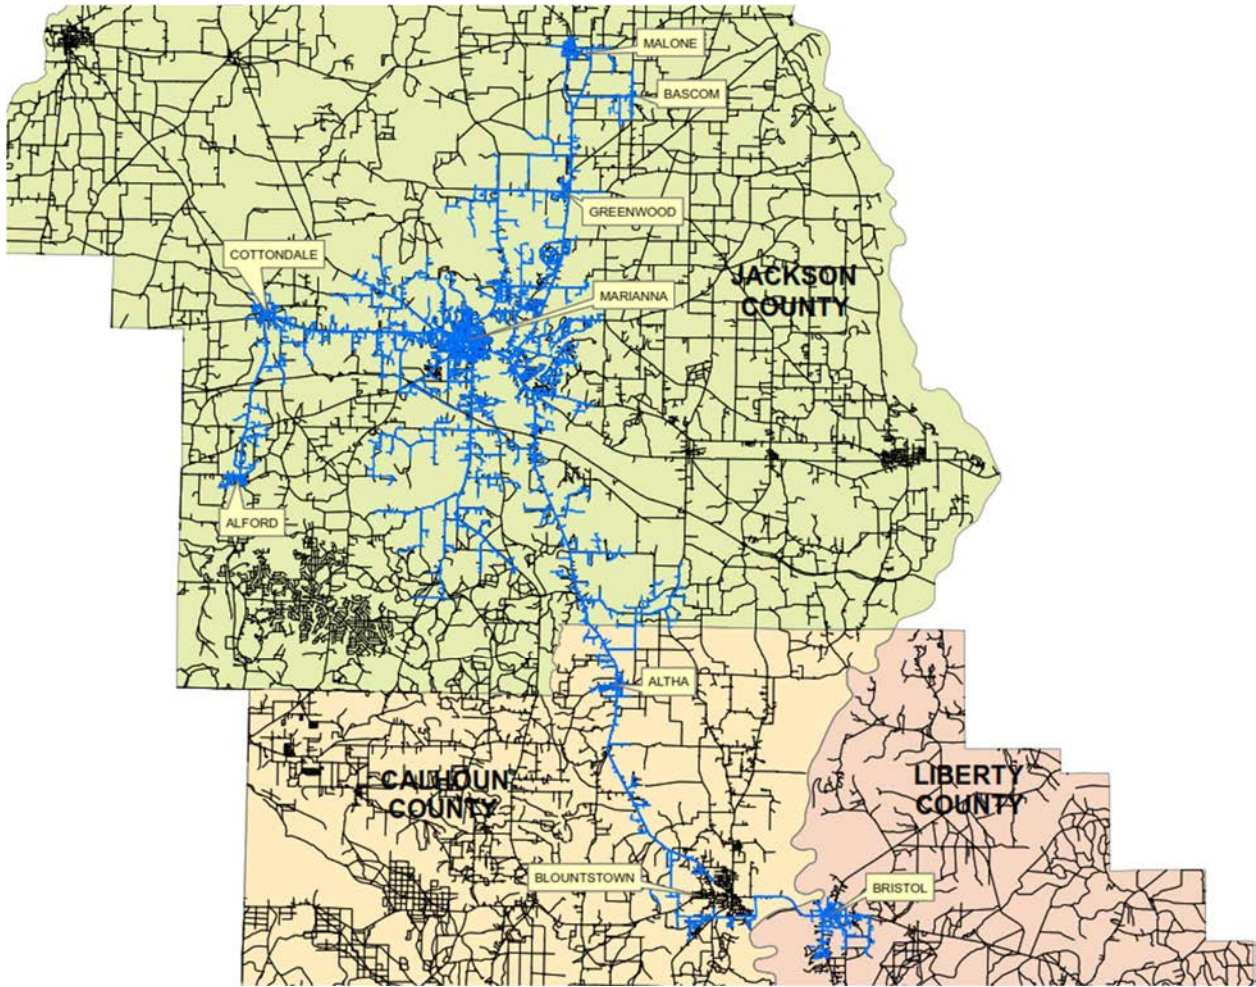 MALONE
BASCOM
GREENWOOD
COTTONDALE
JACKSON
COUNTY
MARIANNA
ALFORD
ALTHA
CALHOUN
COUNTY
LIBERTY
COUNTY
BLOUNTSTOWN
BRISTOL